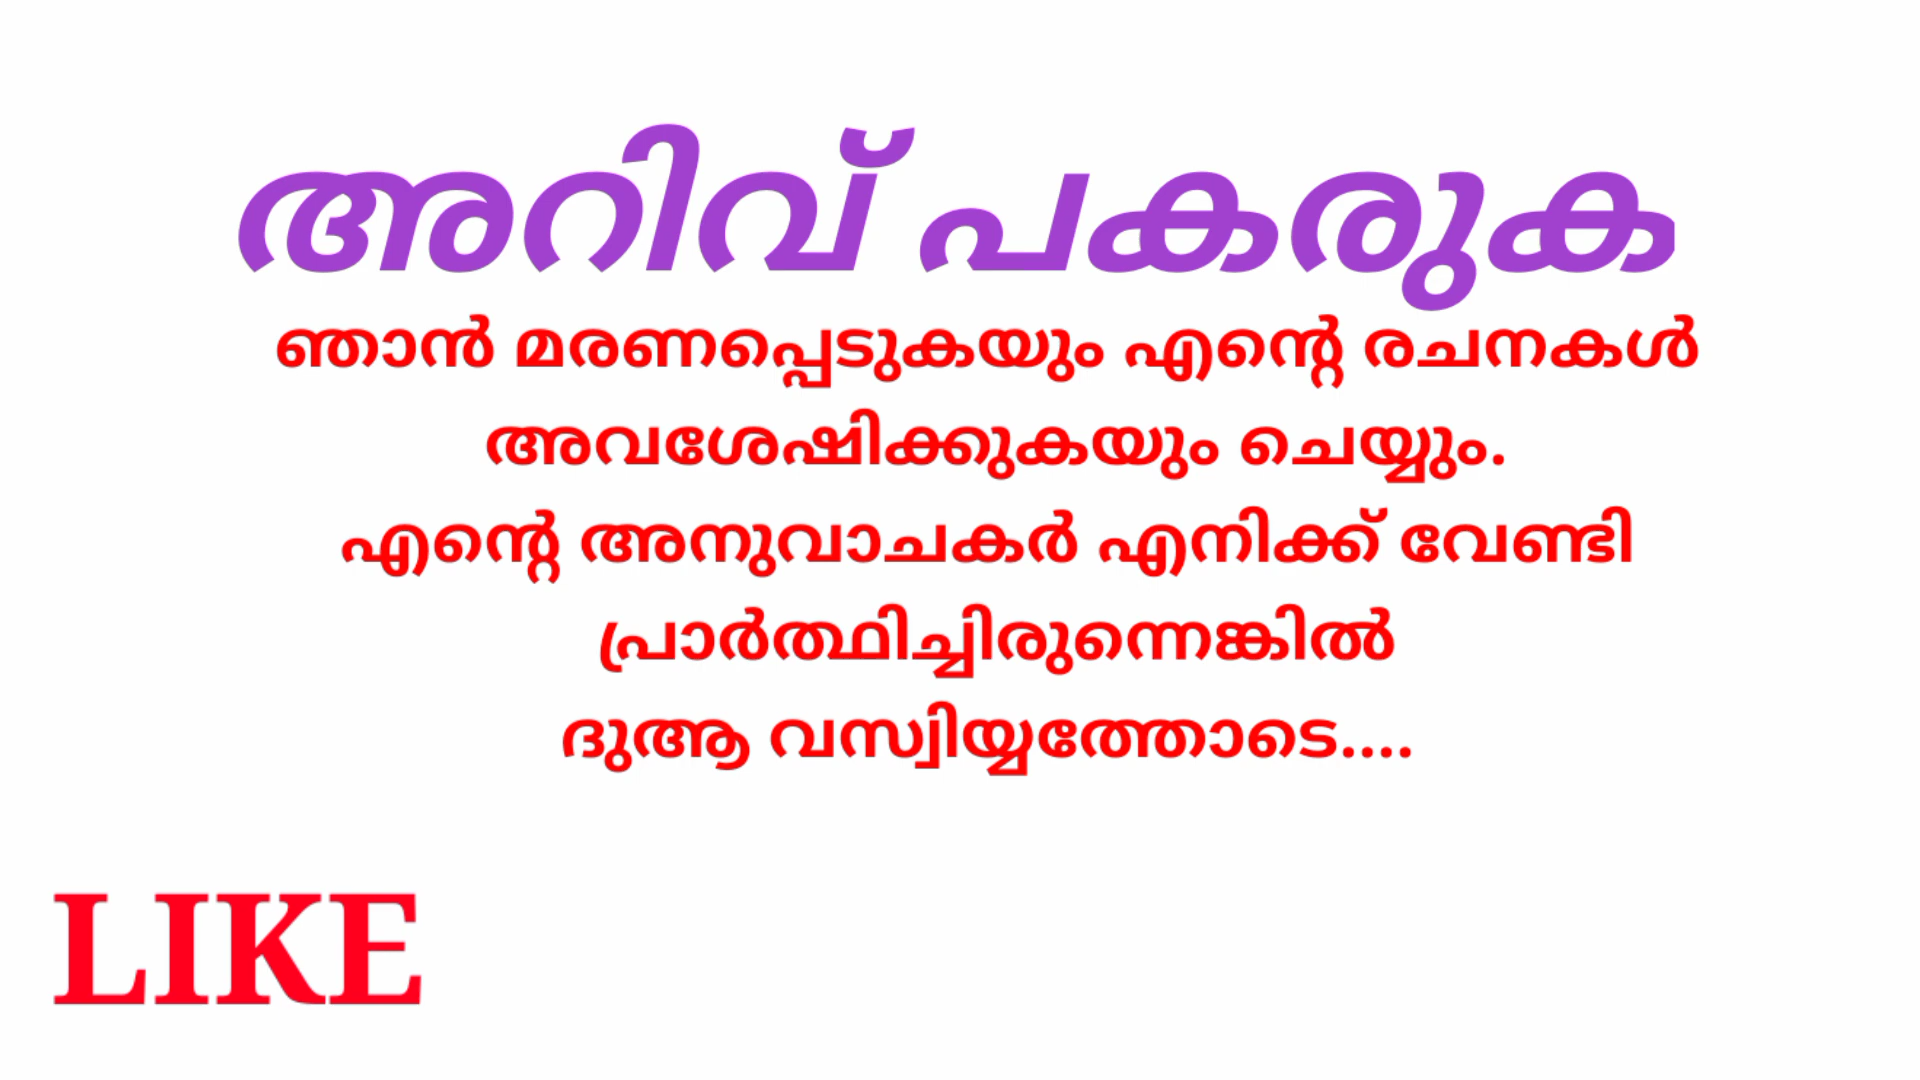 അറിവ് പകരുക
ഞാൻ മരണപ്പെടുകയും എന്റെ രചനകൾ
അവശേഷിക്കുകയും ചെയ്യും.
എന്റെ അനുവാചകർ എനിക്ക് വേണ്ടി
പ്രാർത്ഥിച്ചിരുന്നെങ്കിൽ
ദുആ വസ്വിയ്യത്തോടെ....
LIKE